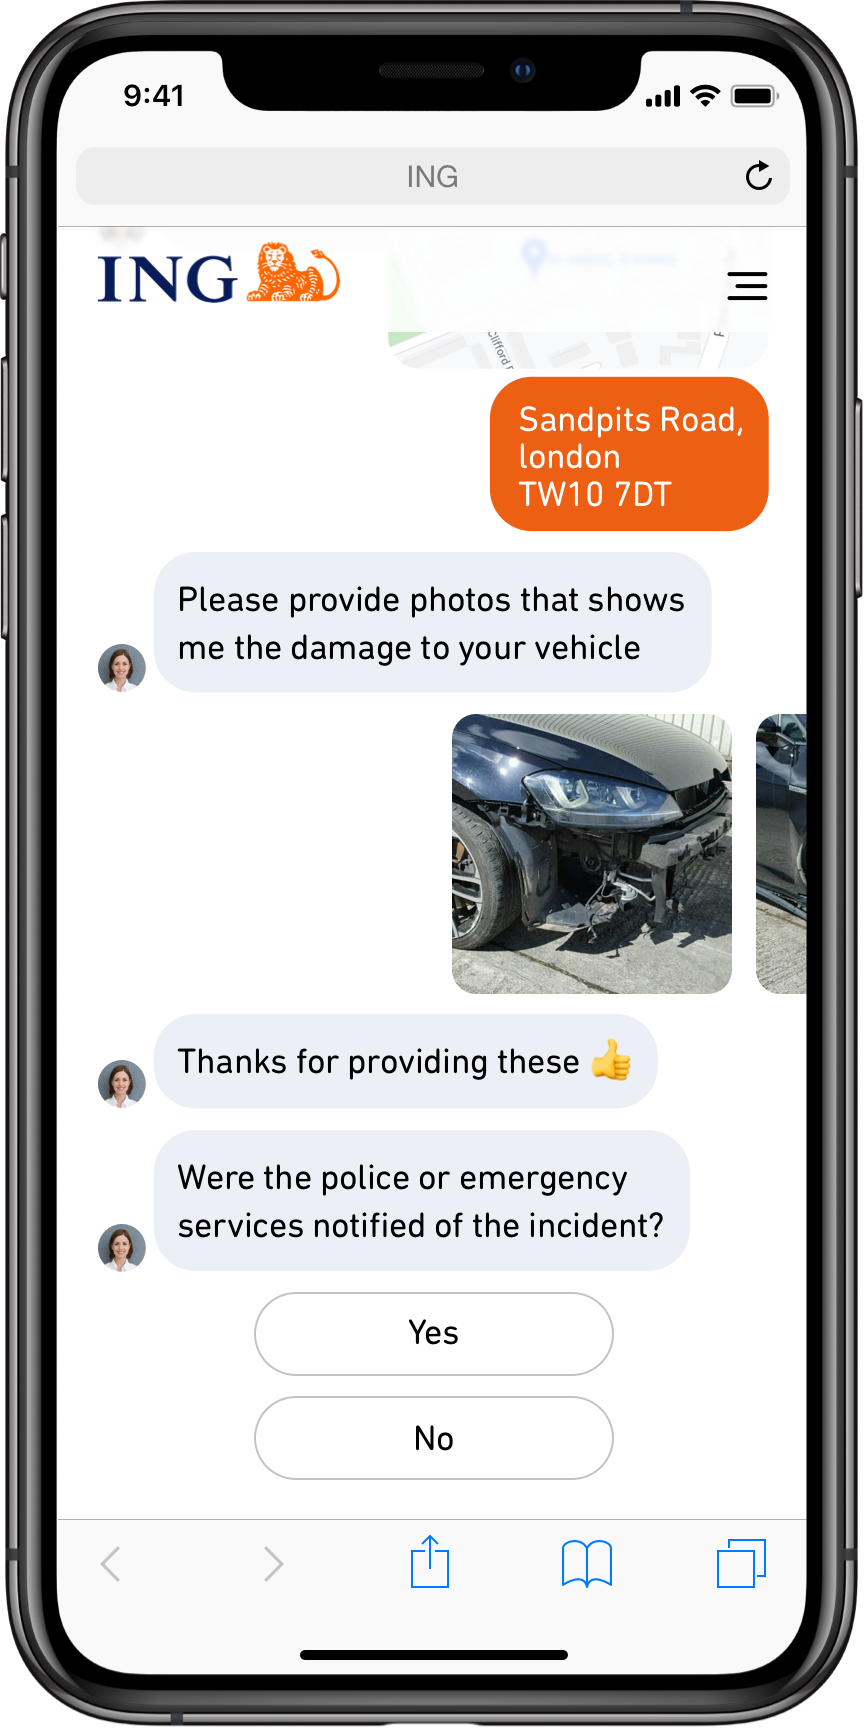 9:41
ING
ING
Clifford
Sandpits Road,
london
TW10 7DT
Please provide photos that shows
me the damage to your vehicle
Thanks for providing these 👍
Were the police or emergency
services notified of the incident?
Yes
No